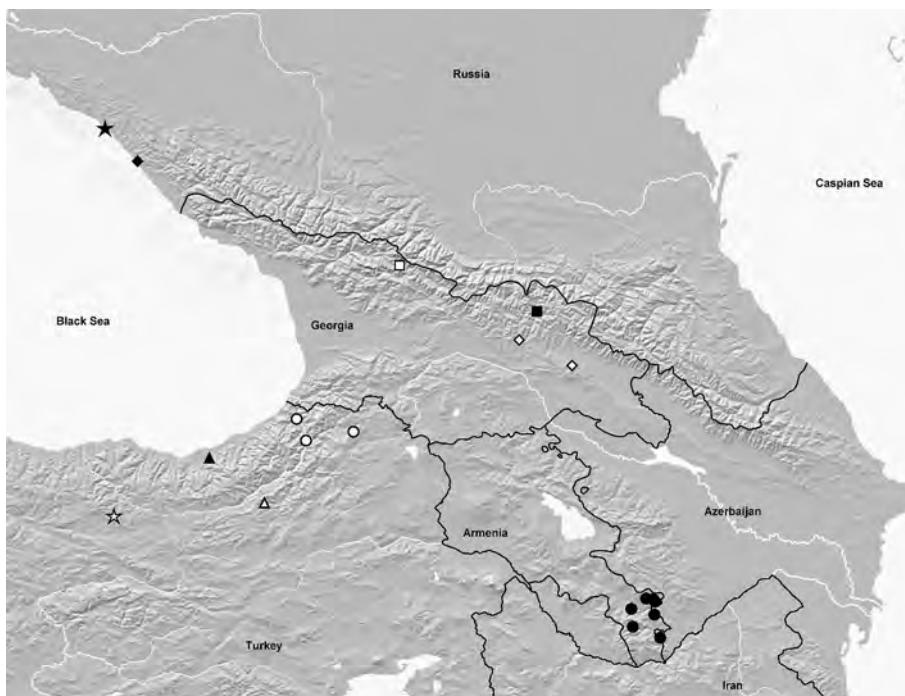 Russia
Caspian Sea
Black Sea
Georgia
Azerbaijan
Armenia
Turkey
Iran